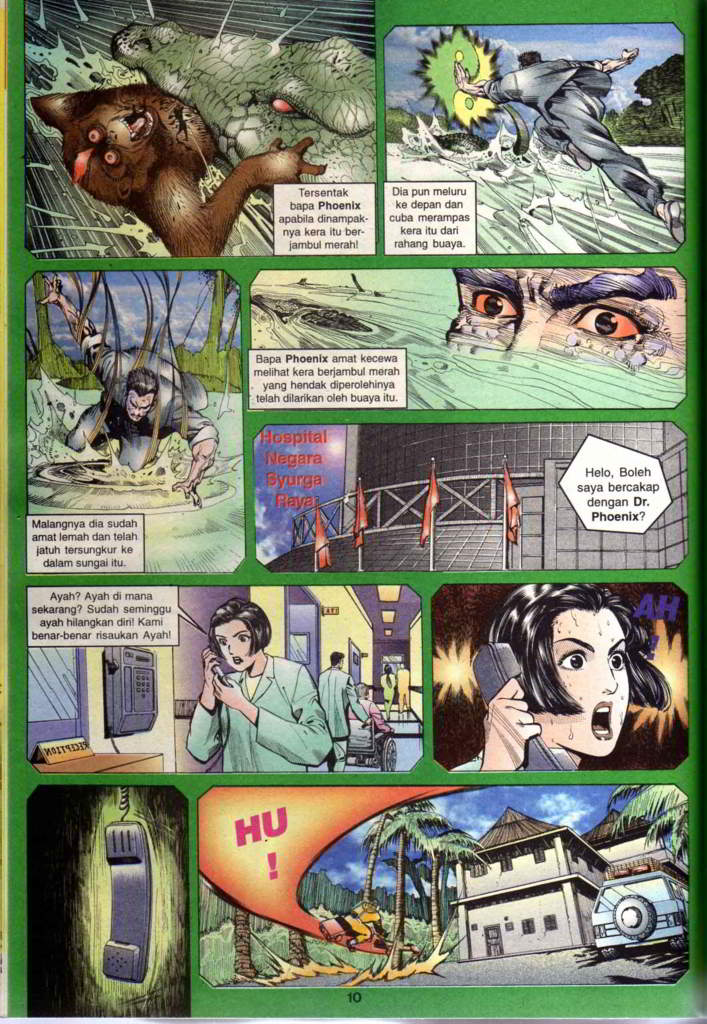 Tersentak
bapa Phoenix
apabila dinampak-
nya kera itu ber-
jambul merah!
Dia pun meluru
ke depan dan
cuba merampas
kera itu dari
rahang buaya.
Malangnya dia sudah
amat lemah dan telah
jatuh tersungkur ke
dalam sungai itu.
Bapa Phoenix amat kecewa
melihat kera berjambul merah
yang hendak diperolehinya
telah dilarikan oleh buaya itu.
Hospital
Negara
Syurga
Raya
Helo, Boleh
saya bercakap
dengan Dr.
Phoenix?
Ayah? Ayah di mana
sekarang? Sudah seminggu
ayah hilangkan diri! Kami
benar-benar risaukan Ayah!
RECEPTION
AH
!
HU
!
10